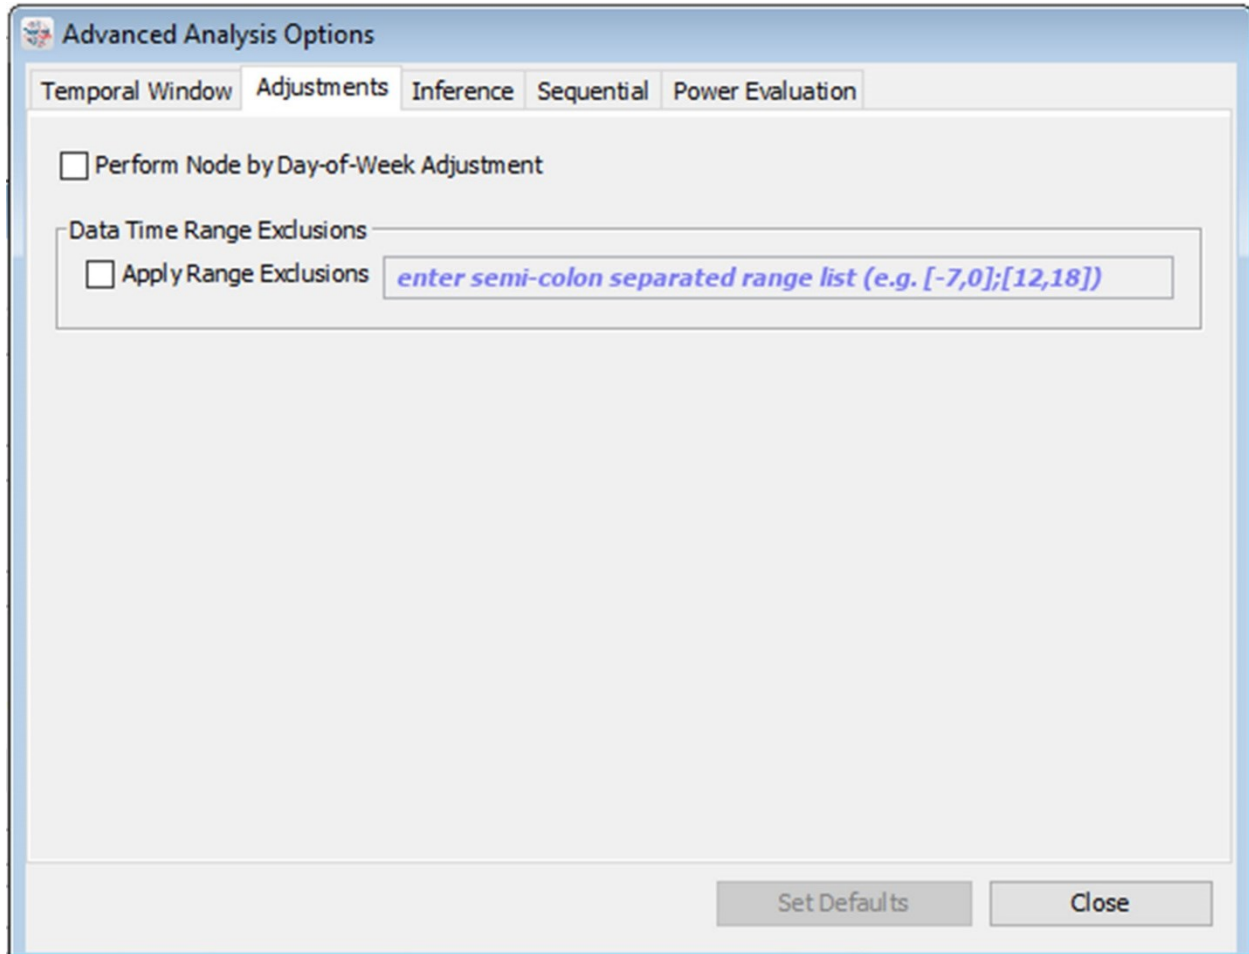 Advanced Analysis Options
Temporal Window Adjustments Inference Sequential Power Evaluation
Perform Node by Day-of-Week Adjustment
Data Time Range Exclusions
Apply Range Exclusions enter semi-colon separated range list (e.g. [-7,0];[12,18])
Set Defaults Close